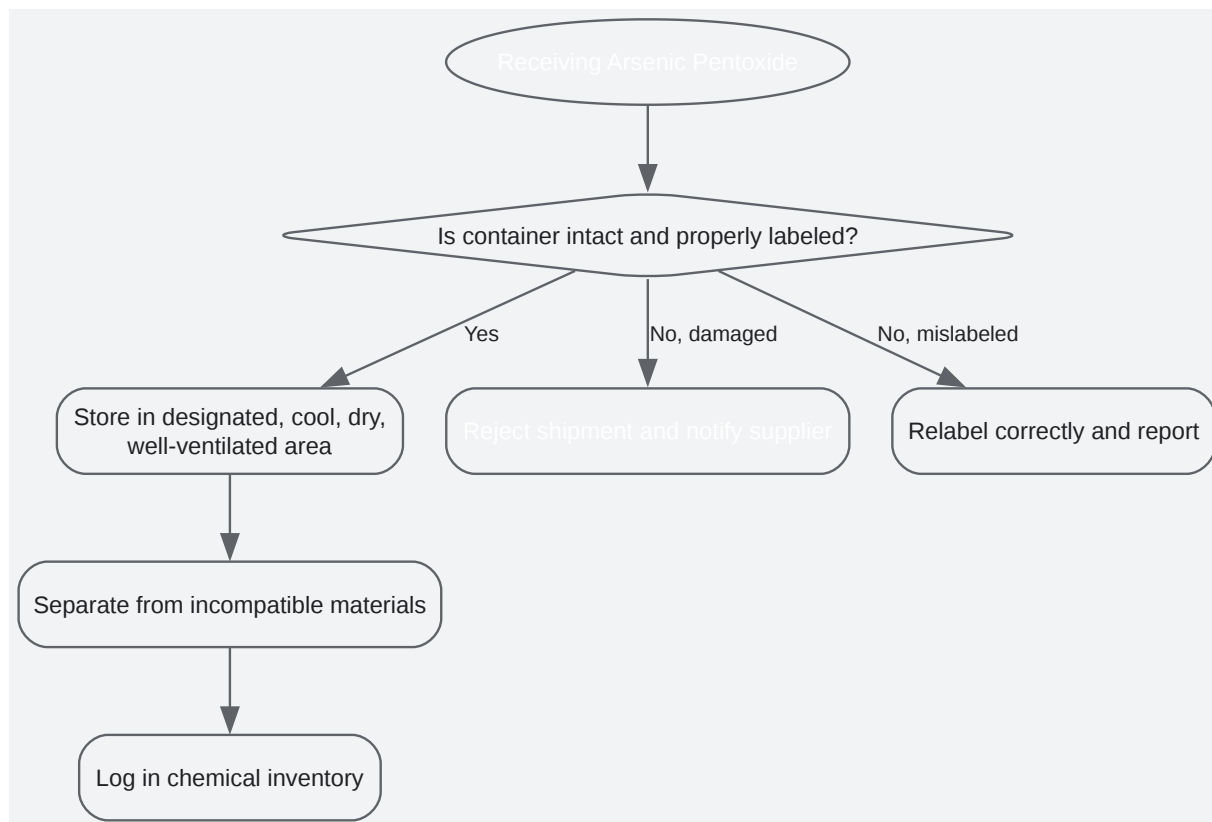 Receiving Arsenic Pentoxide
Is container intact and properly labeled?
Yes
No, damaged
No, mislabeled
Store in designated, cool, dry,
well-ventilated area
Reject shipment and notify supplier
Relabel correctly and report
Separate from incompatible materials
Log in chemical inventory